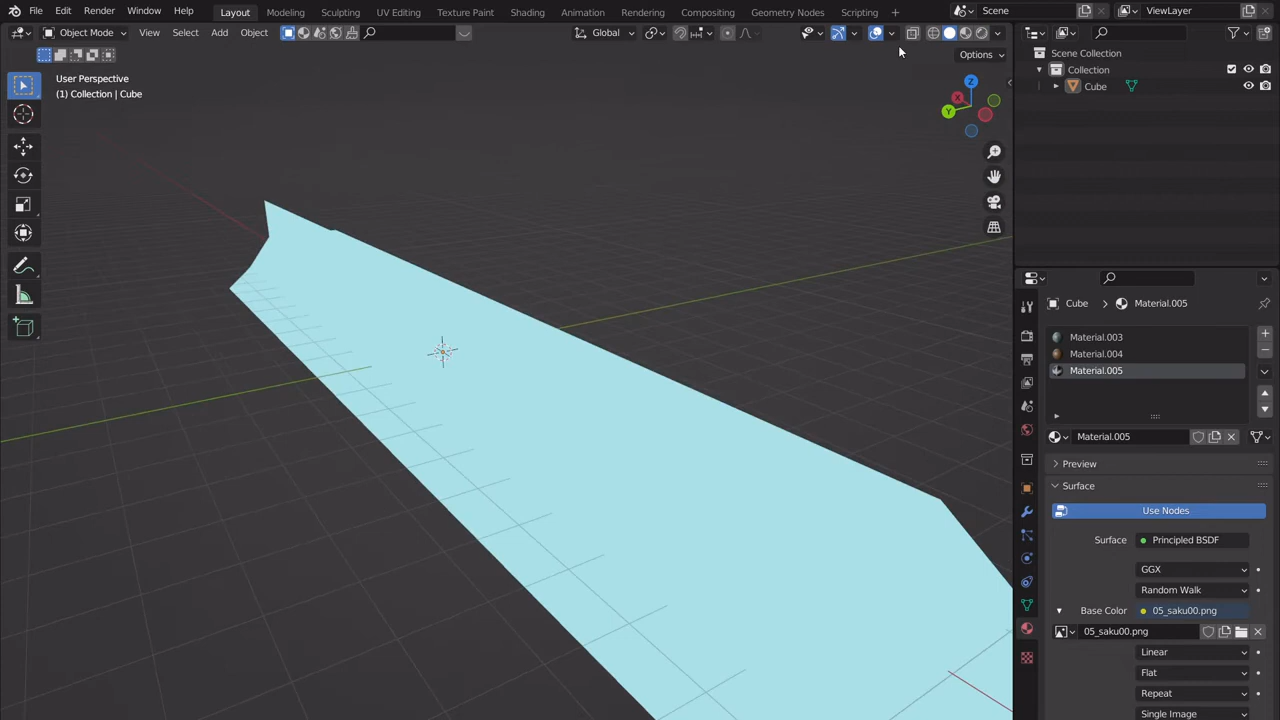 File Edit Render Window Help Layout Modeling Sculpting UV Editing Texture Paint Shading Animation Rendering Compositing Geometry Nodes Scripting + Scene ViewLayer
Object Mode View Select Add Object Global
Options
User Perspective
(1) Collection | Cube
Z
X
Y
Scene Collection
Collection
Cube
Cube > Material.005
Material.003
Material.004
Material.005
Material.005
Preview
Surface
Use Nodes
Surface Principled BSDF
GGX
Random Walk
Base Color 05_saku00.png
05_saku00.png
Linear
Flat
Repeat
Single Image